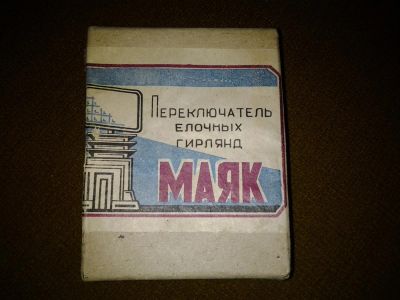 Переключатель
елочных
гирлянд
МАЯК